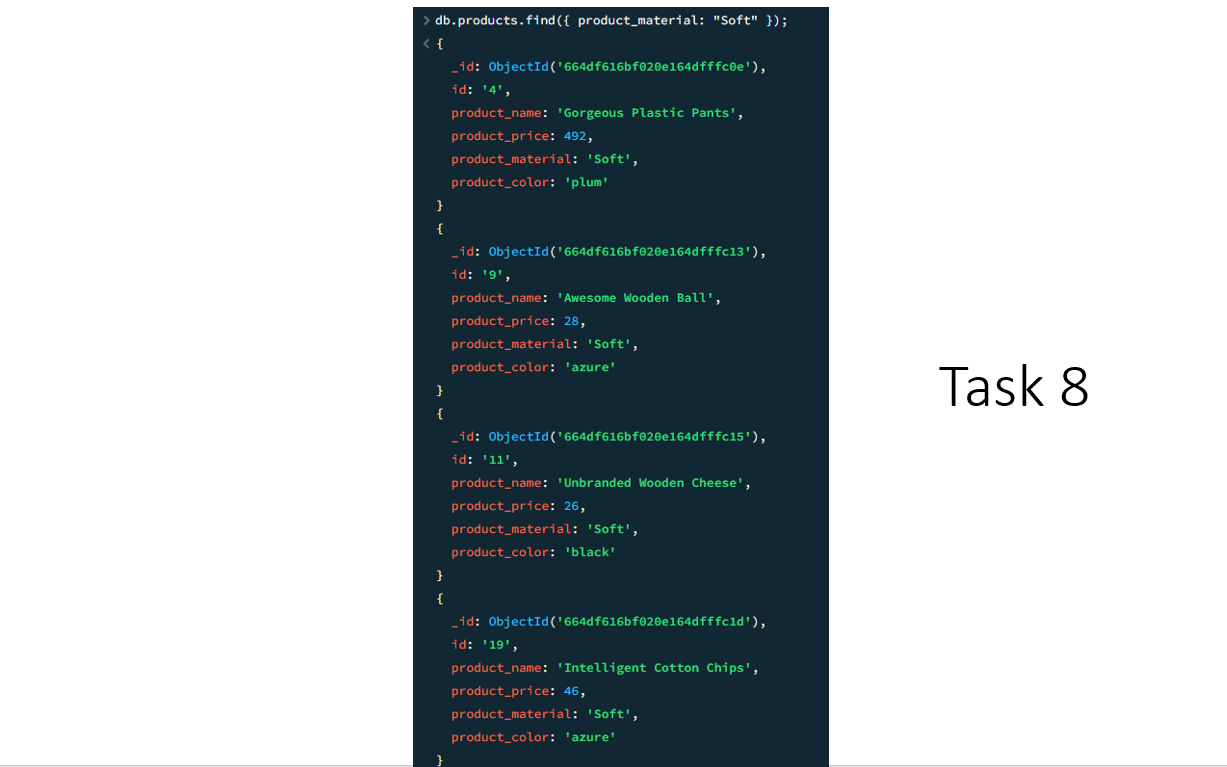 db.products.find({ product_material: "Soft" });
{
_id: ObjectId('664df616bf020e164dfffc0e'),
id: '4',
product_name: 'Gorgeous Plastic Pants',
product_price: 492,
product_material: 'Soft',
product_color: 'plum'
}
{
_id: ObjectId('664df616bf020e164dfffc13'),
id: '9',
product_name: 'Awesome Wooden Ball',
product_price: 28,
product_material: 'Soft',
product_color: 'azure'
}
{
_id: ObjectId('664df616bf020e164dfffc15'),
id: '11',
product_name: 'Unbranded Wooden Cheese',
product_price: 26,
product_material: 'Soft',
product_color: 'black'
}
{
_id: ObjectId('664df616bf020e164dfffc1d'),
id: '19',
product_name: 'Intelligent Cotton Chips',
product_price: 46,
product_material: 'Soft',
product_color: 'azure'
}
Task 8